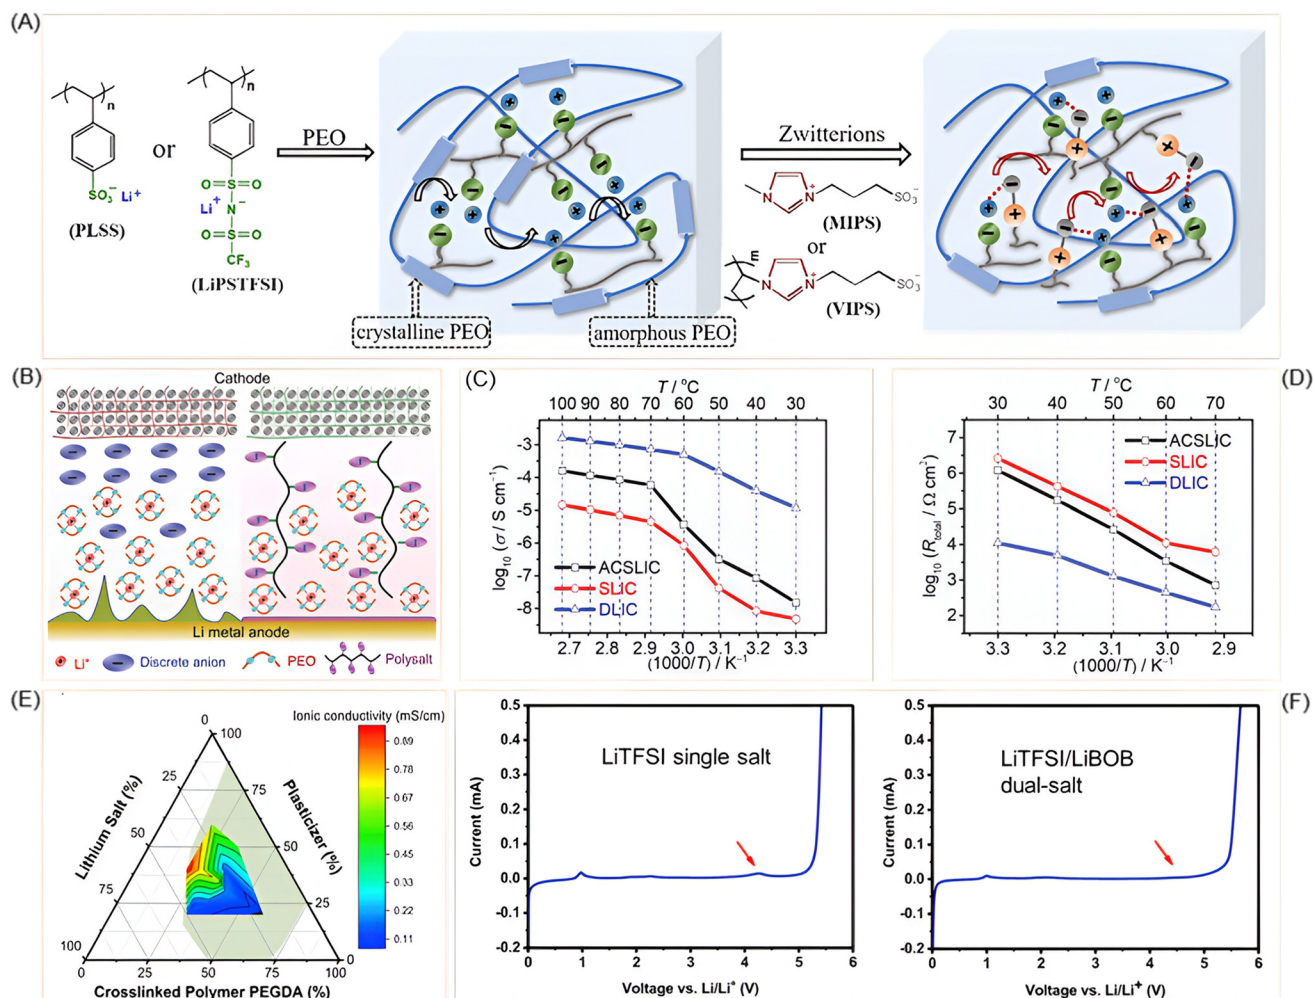 (A)
n
SO₃⁻ Li⁺
(PLSS)
or
n
O=S=O
Li⁺ N⁻
O=S=O
CF₃
(LiPSTFSI)
PEO
crystalline PEO
amorphous PEO
Zwitterions
N N⁺ SO₃⁻
(MIPS)
or
m
N N⁺ SO₃⁻
(VIPS)
(B)
Cathode
Li metal anode
Li⁺ Discrete anion PEO Polysalt
(C)
T / °C
100 90 80 70 60 50 40 30
log₁₀ (σ / S cm⁻¹)
-3
-4
-5
-6
-7
-8
ACSLIC
SLIC
DLIC
2.7 2.8 2.9 3.0 3.1 3.2 3.3
(1000/T) / K⁻¹
(D)
T / °C
30 40 50 60 70
log₁₀ (R_total / Ω cm²)
7
6
5
4
3
2
ACSLIC
SLIC
DLIC
3.3 3.2 3.1 3.0 2.9
(1000/T) / K⁻¹
(E)
Ionic conductivity (mS/cm)
0.89
0.78
0.67
0.56
0.45
0.33
0.22
0.11
Lithium Salt (%)
0
25
50
75
100
Plasticizer (%)
100
75
50
25
0
0 25 50 75 100
Crosslinked Polymer PEGDA (%)
(F)
LiTFSI single salt
Current (mA)
0.5
0.4
0.3
0.2
0.1
0.0
-0.1
-0.2
0 1 2 3 4 5 6
Voltage vs. Li/Li⁺ (V)
LiTFSI/LiBOB
dual-salt
Current (mA)
0.5
0.4
0.3
0.2
0.1
0.0
-0.1
-0.2
0 1 2 3 4 5 6
Voltage vs. Li/Li⁺ (V)